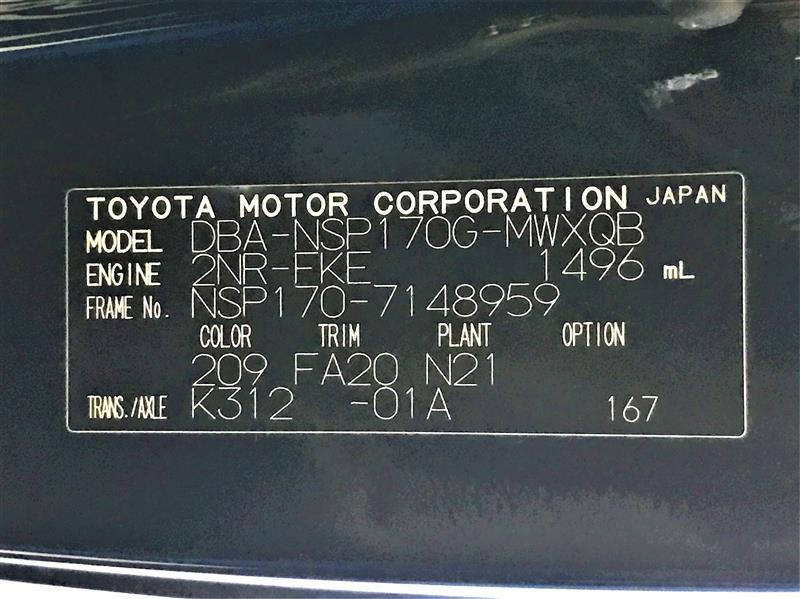 TOYOTA MOTOR CORPORATION JAPAN
MODEL DBA-NSP170G-MWXQB
ENGINE 2NR-FKE 1496 mL
FRAME No. NSP170-7148959
COLOR TRIM PLANT OPTION
209 FA20 N21
TRANS./AXLE K312 -01A 167